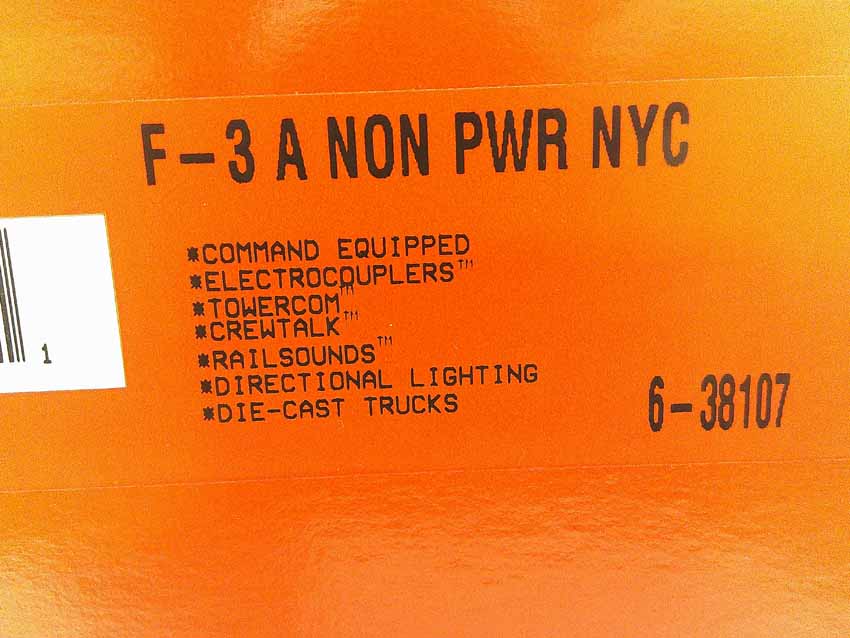 F-3 A NON PWR NYC
*COMMAND EQUIPPED
*ELECTROCOUPLERS™
*TOWERCOM™
*CREWTALK™
*RAILSOUNDS™
*DIRECTIONAL LIGHTING
*DIE-CAST TRUCKS
1
6-38107